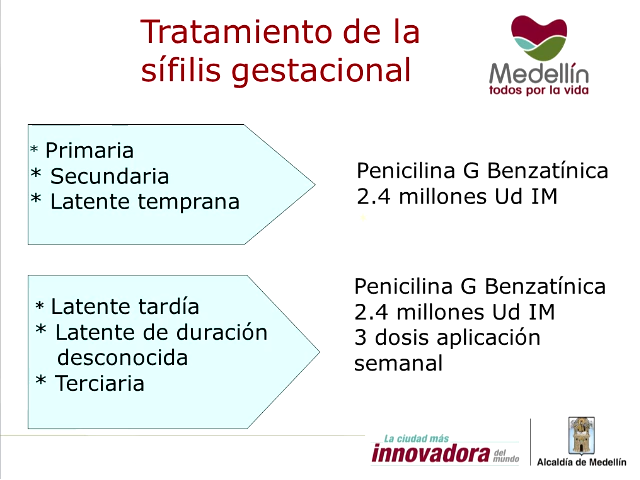 Tratamiento de la
sífilis gestacional
Medellín
todos por la vida
* Primaria
* Secundaria
* Latente temprana
Penicilina G Benzatínica
2.4 millones Ud IM
* Latente tardía
* Latente de duración
desconocida
* Terciaria
Penicilina G Benzatínica
2.4 millones Ud IM
3 dosis aplicación
semanal
La ciudad más
innovadora del
mundo
Alcaldía de Medellín